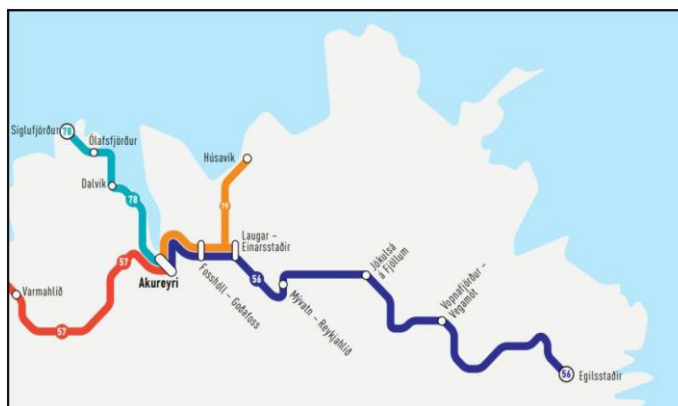 Siglufjörður
78
Ólafsfjörður
Dalvík
78
Húsavík
79
Laugar –
Einarsstaðir
57
Akureyri
Fosshóll – Goðafoss
56
Mývatn – Reykjahlíð
Jökulsá
á Fjöllum
Vopnafjörður –
Vegamót
Varmahlíð
57
56
Egilsstaðir